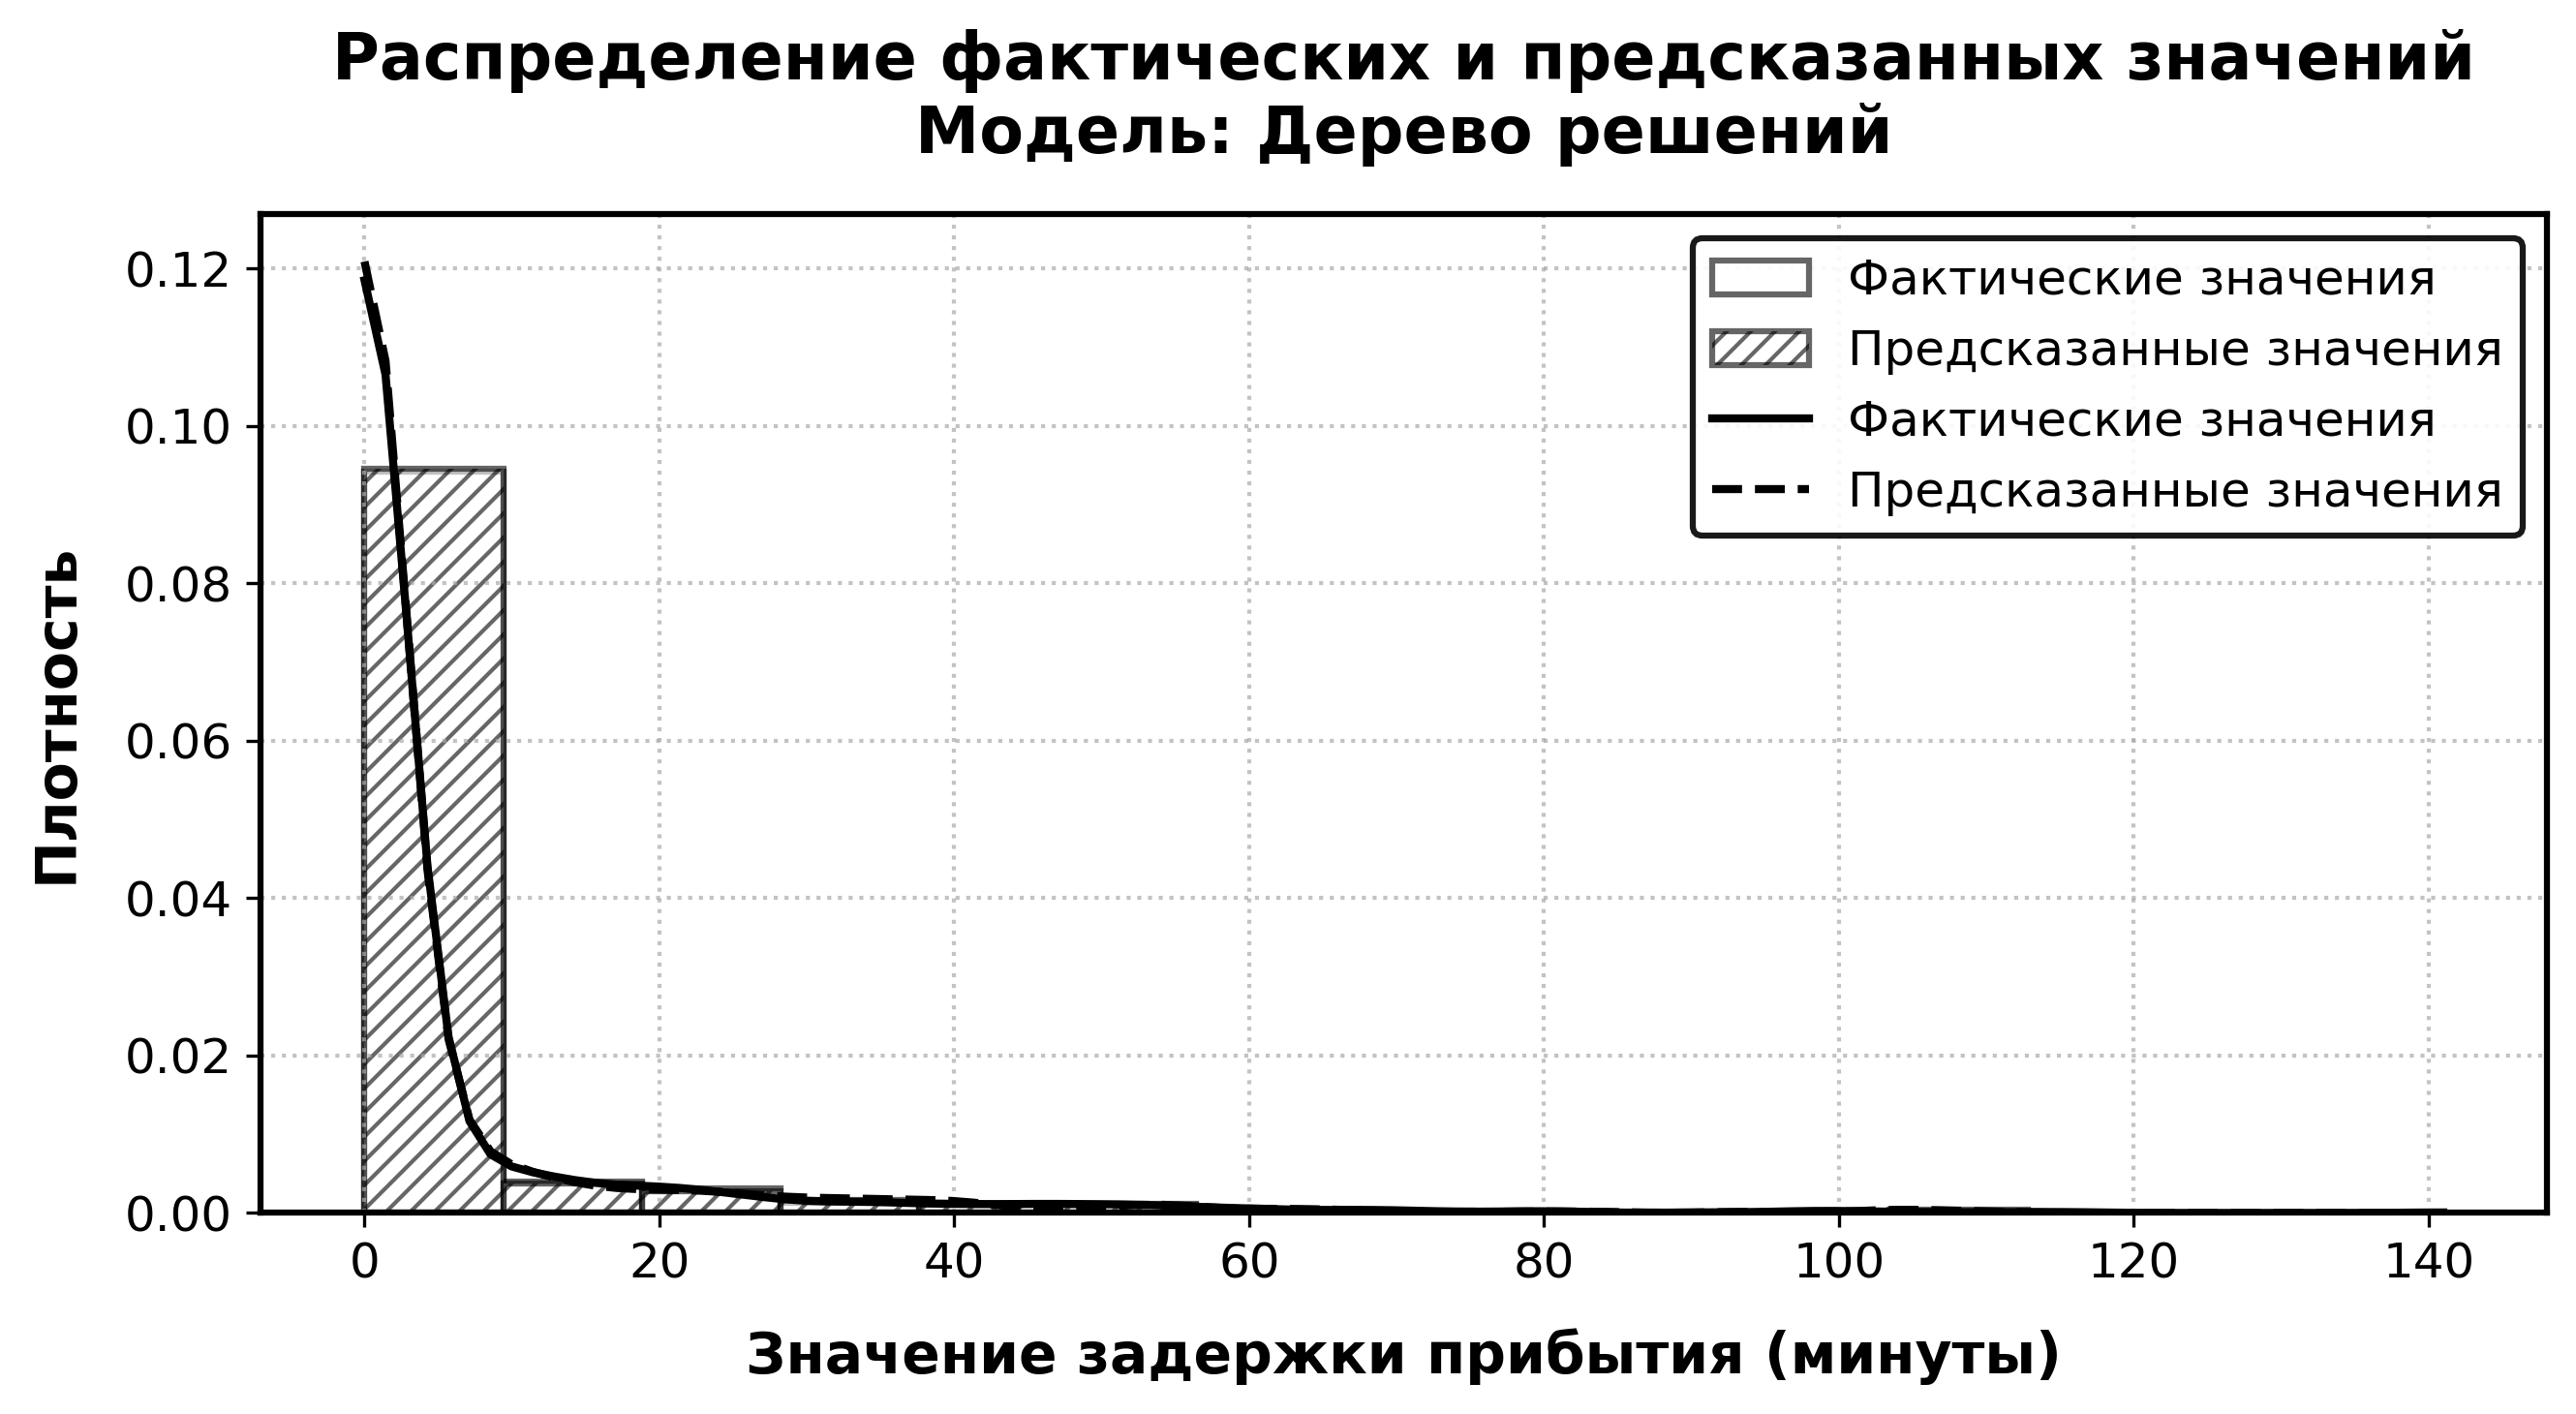 Распределение фактических и предсказанных значений
Модель: Дерево решений
Фактические значения
Предсказанные значения
Фактические значения
Предсказанные значения
Плотность
0.12
0.10
0.08
0.06
0.04
0.02
0.00
0 20 40 60 80 100 120 140
Значение задержки прибытия (минуты)